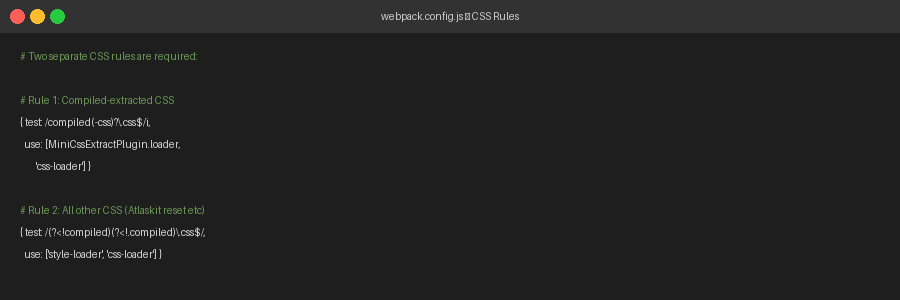 webpack.config.js▯CSS Rules
# Two separate CSS rules are required:
# Rule 1: Compiled-extracted CSS
{ test: /compiled(-css)?\.css$/i,
use: [MiniCssExtractPlugin.loader,
'css-loader'] }
# Rule 2: All other CSS (Atlaskit reset etc)
{ test: /(?<!compiled)(?<!.compiled)\.css$/,
use: ['style-loader', 'css-loader'] }